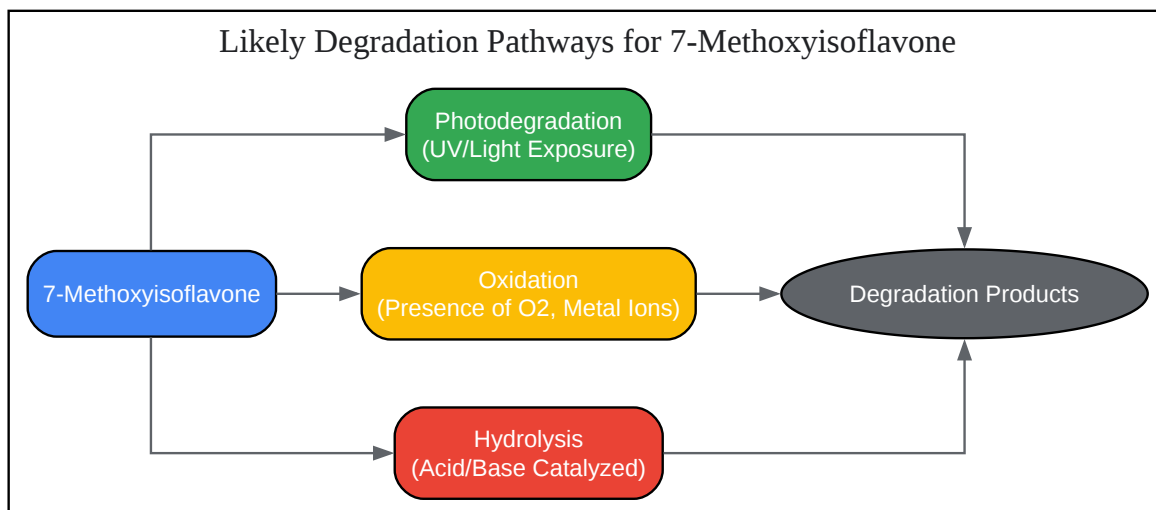 Likely Degradation Pathways for 7-Methoxyisoflavone
Photodegradation
(UV/Light Exposure)
7-Methoxyisoflavone
Oxidation
(Presence of O2, Metal Ions)
Degradation Products
Hydrolysis
(Acid/Base Catalyzed)